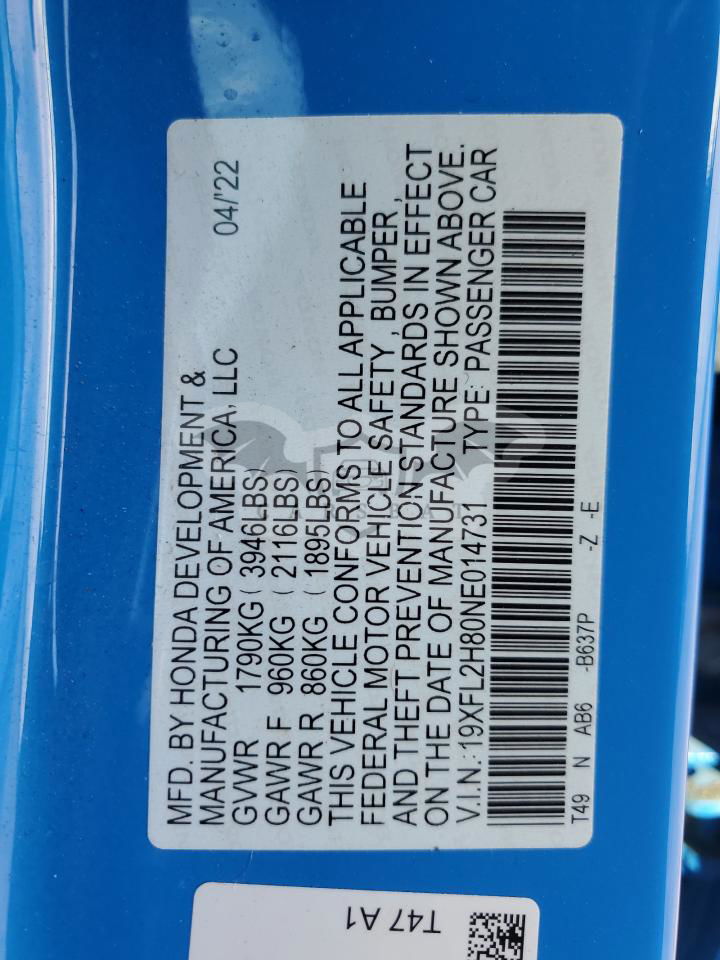 MFD. BY HONDA DEVELOPMENT &
MANUFACTURING OF AMERICA, LLC 04/'22
GVWR 1790KG ( 3946LBS)
GAWR F 960KG ( 2116LBS)
GAWR R 860KG ( 1895LBS)
THIS VEHICLE CONFORMS TO ALL APPLICABLE
FEDERAL MOTOR VEHICLE SAFETY , BUMPER ,
AND THEFT PREVENTION STANDARDS IN EFFECT
ON THE DATE OF MANUFACTURE SHOWN ABOVE.
V.I.N.:19XFL2H80NE014731 TYPE: PASSENGER CAR
T49 N AB6 -B637P -Z -E
T47 A1
CARSBAT